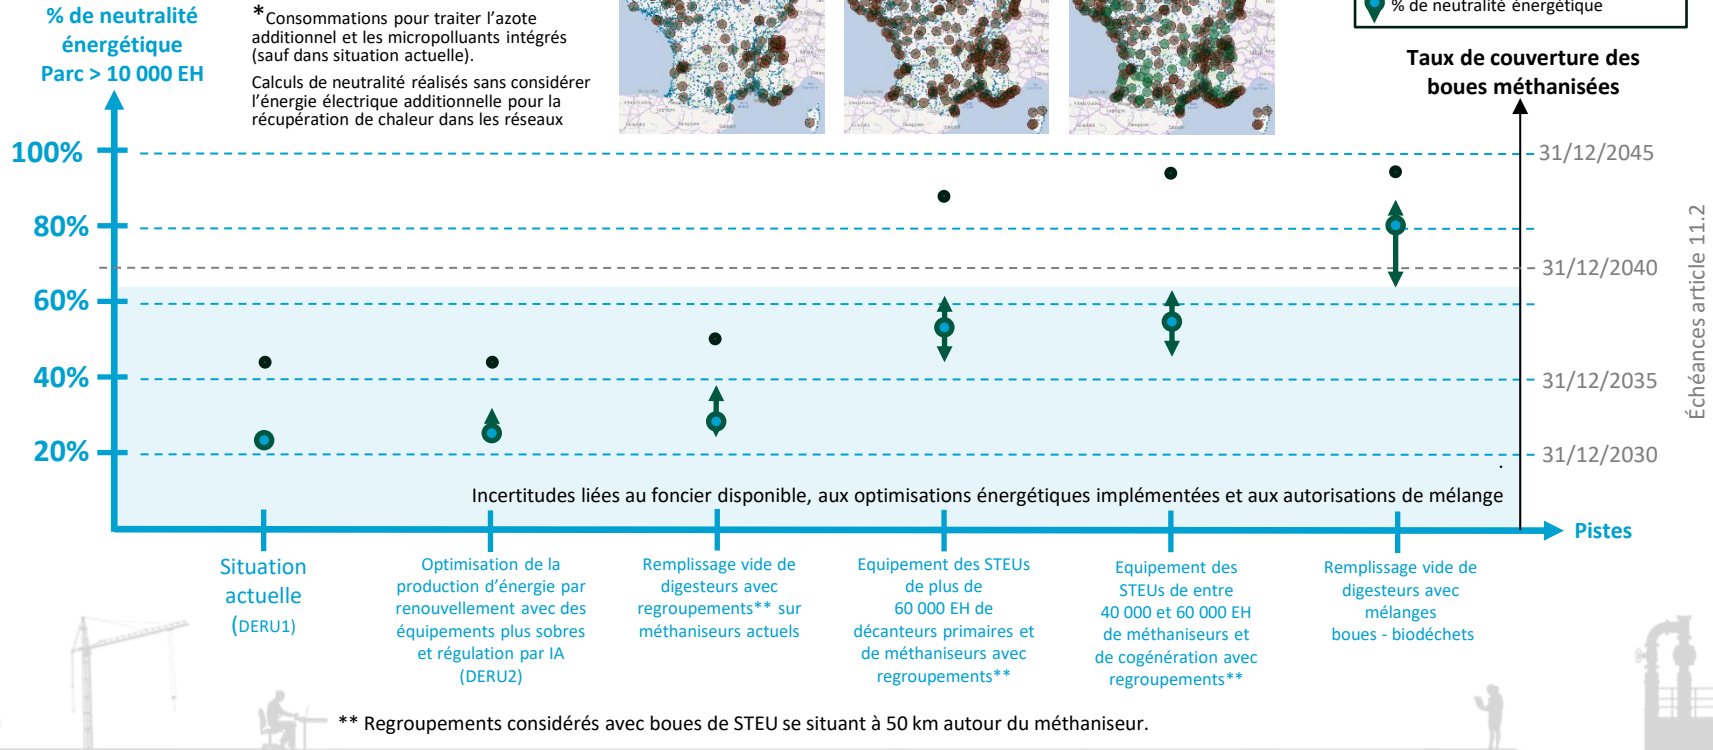 % de neutralité
énergétique
Parc > 10 000 EH
*Consommations pour traiter l’azote
additionnel et les micropolluants intégrés
(sauf dans situation actuelle).
Calculs de neutralité réalisés sans considérer
l’énergie électrique additionnelle pour la
récupération de chaleur dans les réseaux
% de neutralité énergétique
Taux de couverture des
boues méthanisées
100%
80%
60%
40%
20%
31/12/2045
31/12/2040
31/12/2035
31/12/2030
Échéances article 11.2
Incertitudes liées au foncier disponible, aux optimisations énergétiques implémentées et aux autorisations de mélange
Pistes
Situation
actuelle
(DERU1)
Optimisation de la
production d’énergie par
renouvellement avec des
équipements plus sobres
et régulation par IA
(DERU2)
Remplissage vide de
digesteurs avec
regroupements** sur
méthaniseurs actuels
Equipement des STEUs
de plus de
60 000 EH de
décanteurs primaires et
de méthaniseurs avec
regroupements**
Equipement des
STEUs de entre
40 000 et 60 000 EH
de méthaniseurs et
de cogénération avec
regroupements**
Remplissage vide de
digesteurs avec
mélanges
boues - biodéchets
** Regroupements considérés avec boues de STEU se situant à 50 km autour du méthaniseur.